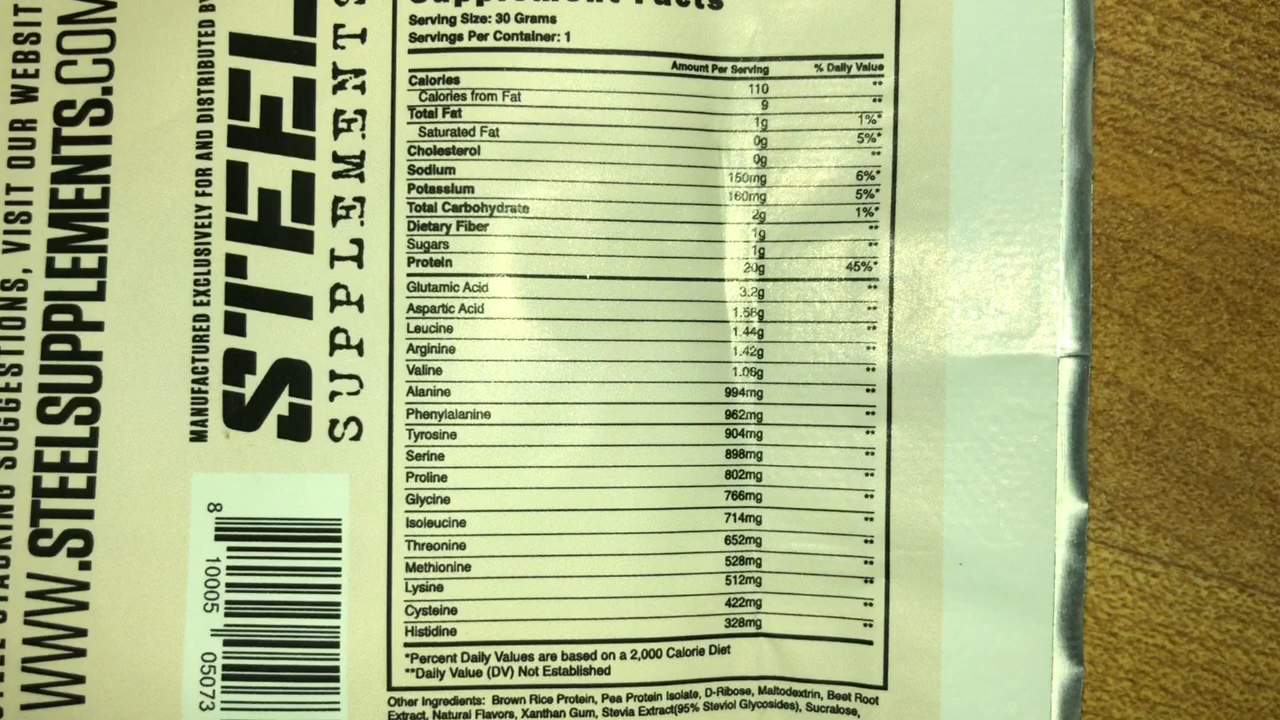 Supplement Facts
Serving Size: 30 Grams
Servings Per Container: 1
Amount Per Serving % Daily Value
Calories 110 **
Calories from Fat 9 **
Total Fat 1g 1%*
Saturated Fat 0g 5%*
Cholesterol 0g **
Sodium 150mg 6%*
Potassium 160mg 5%*
Total Carbohydrate 2g 1%*
Dietary Fiber 1g **
Sugars 1g **
Protein 20g 45%*
Glutamic Acid 3.2g **
Aspartic Acid 1.56g **
Leucine 1.44g **
Arginine 1.42g **
Valine 1.06g **
Alanine 994mg **
Phenylalanine 962mg **
Tyrosine 904mg **
Serine 898mg **
Proline 802mg **
Glycine 766mg **
Isoleucine 714mg **
Threonine 652mg **
Methionine 528mg **
Lysine 512mg **
Cysteine 422mg **
Histidine 328mg **
*Percent Daily Values are based on a 2,000 Calorie Diet
**Daily Value (DV) Not Established
Other Ingredients: Brown Rice Protein, Pea Protein Isolate, D-Ribose, Maltodextrin, Beet Root
Extract, Natural Flavors, Xanthan Gum, Stevia Extract(95% Steviol Glycosides), Sucralose,
SUGGESTIONS, VISIT OUR WEBSIT
WWW.STEELSUPPLEMENTS.COM
MANUFACTURED EXCLUSIVELY FOR AND DISTRIBUTED BY
STEEL
SUPPLEMENTS
8 10005 05073